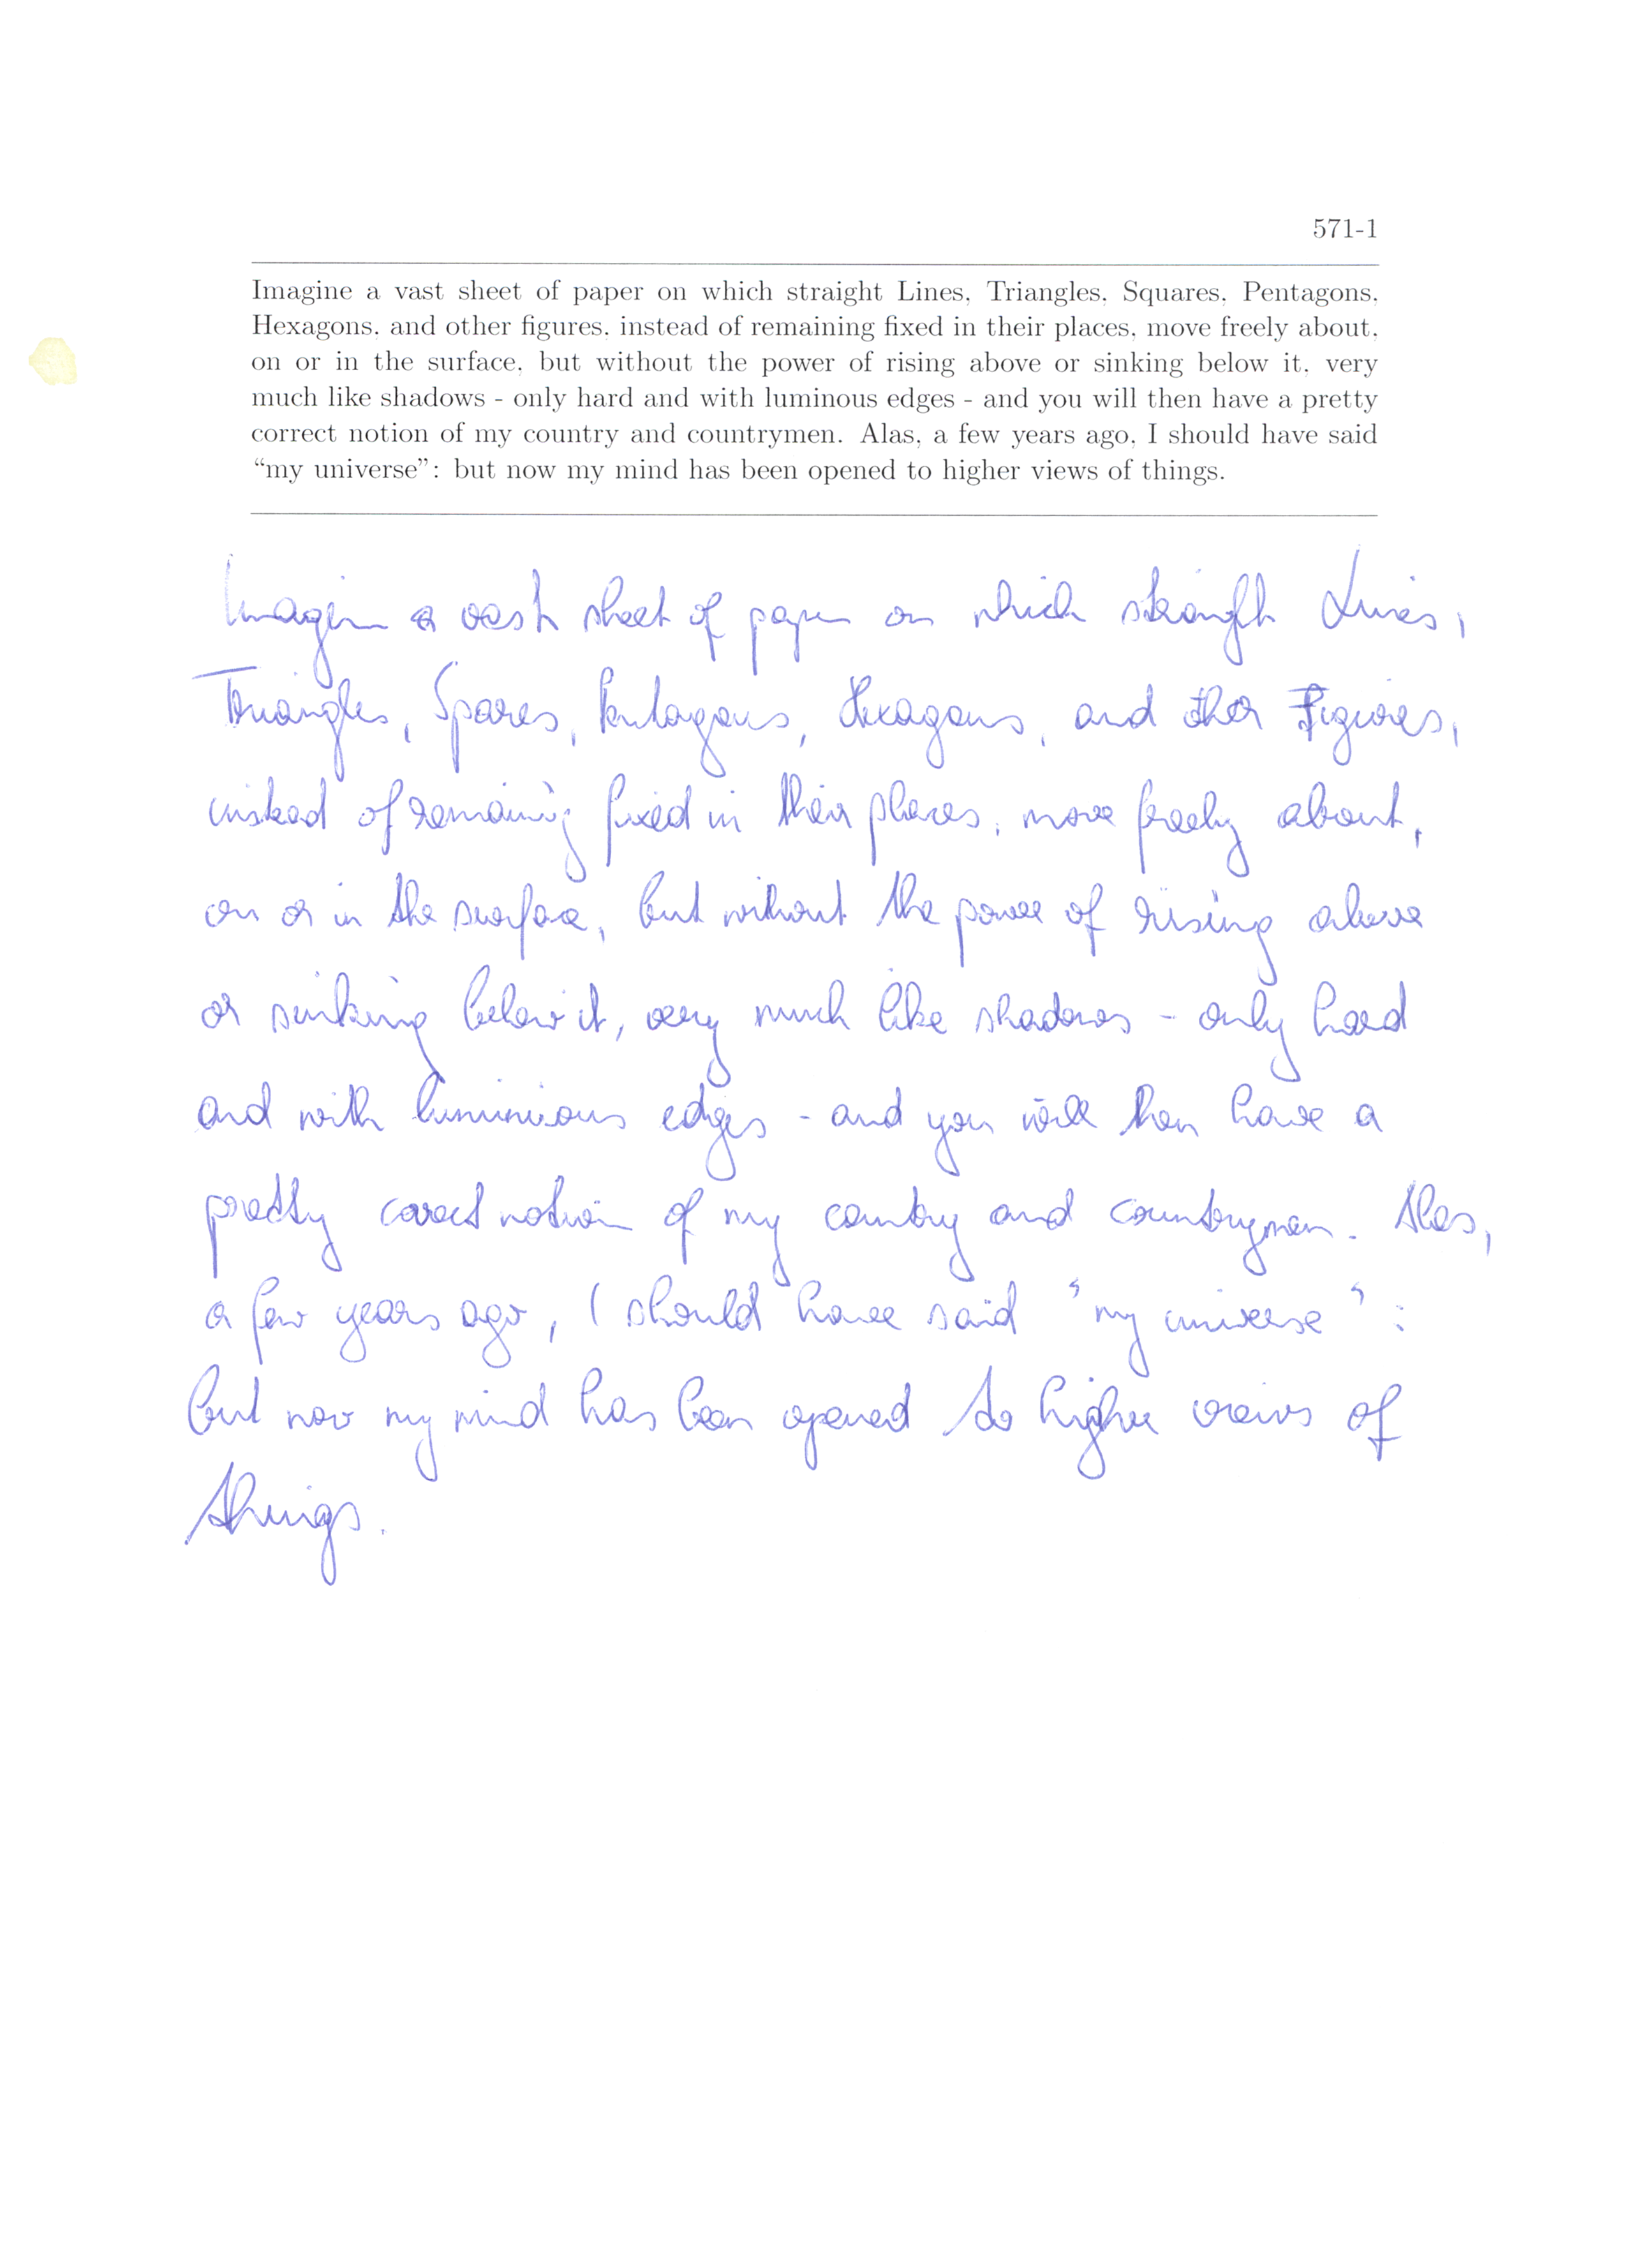 571-1
Imagine a vast sheet of paper on which straight Lines, Triangles, Squares, Pentagons,
Hexagons, and other figures, instead of remaining fixed in their places, move freely about,
on or in the surface, but without the power of rising above or sinking below it, very
much like shadows - only hard and with luminous edges - and you will then have a pretty
correct notion of my country and countrymen. Alas, a few years ago, I should have said
“my universe”: but now my mind has been opened to higher views of things.
Imagin a vast sheet of paper on which straigth Lines,
Triangles, Spares, Pentagons, Hexagons, and other Figures,
instead of remaining fixed in their places, move freely about,
on or in the surface, but without the power of rising above
or sinking below it, very much like shadows - only hard
and with luminious edges - and you will then have a
pretty corect notion of my country and countrymen. Alas,
a few years ago, I should have said "my universe":
but now my mind has been opened to higher views of
things.